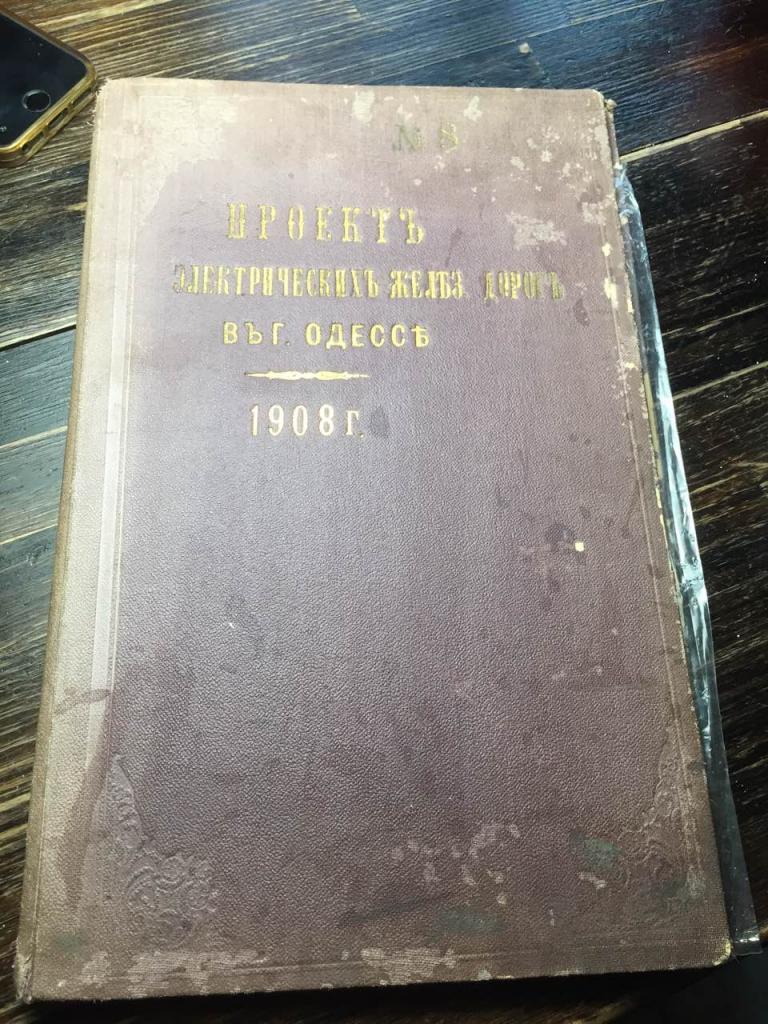 № 8
ПРОЕКТЪ
ЭЛЕКТРИЧЕСКИХЪ ЖЕЛѢЗ. ДОРОГЪ
ВЪ Г. ОДЕССѢ
1908 г.